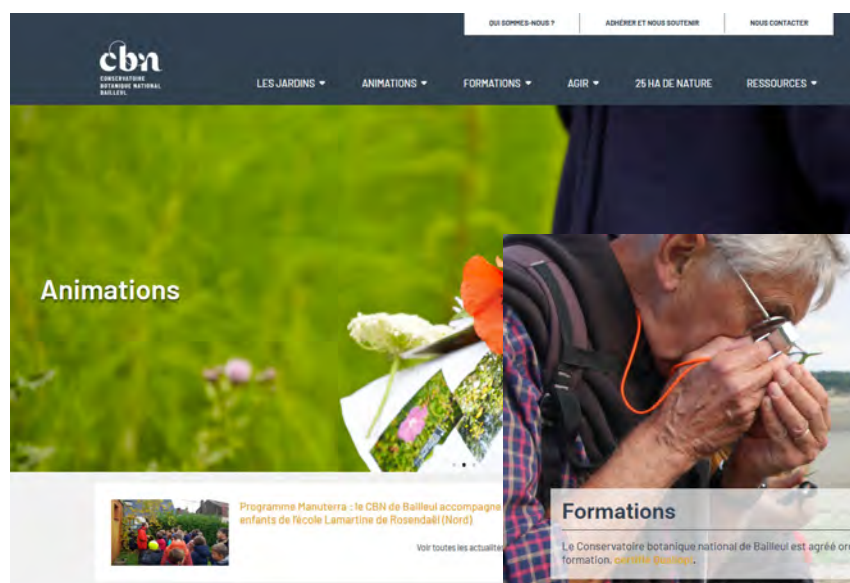 QUI SOMMES-NOUS ?
ADHÉRER ET NOUS SOUTENIR
NOUS CONTACTER
cbn
CONSERVATOIRE
BOTANIQUE NATIONAL
BAILLEUL
LES JARDINS
ANIMATIONS
FORMATIONS
AGIR
25 HA DE NATURE
RESSOURCES
Animations
Programme Manuterra : le CBN de Bailleul accompagne
enfants de l'école Lamartine de Rosendaël (Nord)
Voir toutes les actualité
Formations
Le Conservatoire botanique national de Bailleul est agréé or
formation,